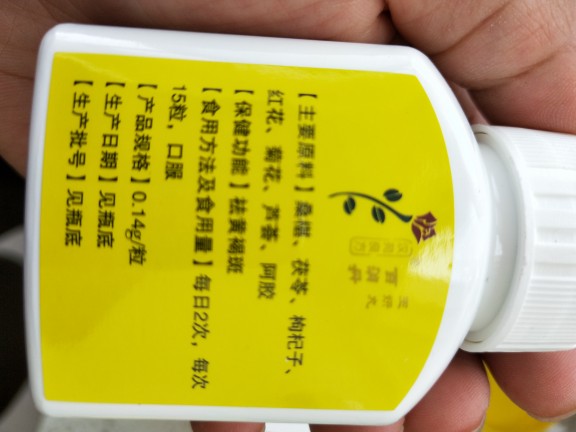 【主要原料】桑椹、茯苓、枸杞子、
红花、菊花、芦荟、阿胶
【保健功能】祛黄褐斑
【食用方法及食用量】每日2次，每次
15粒，口服
【产品规格】0.14g/粒
【生产日期】见瓶底
【生产批号】见瓶底